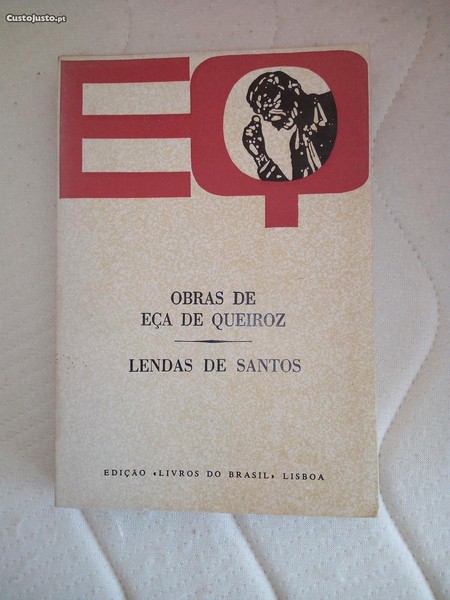 CustoJusto.pt
EQ
OBRAS DE
EÇA DE QUEIROZ
LENDAS DE SANTOS
EDIÇÃO «LIVROS DO BRASIL» LISBOA